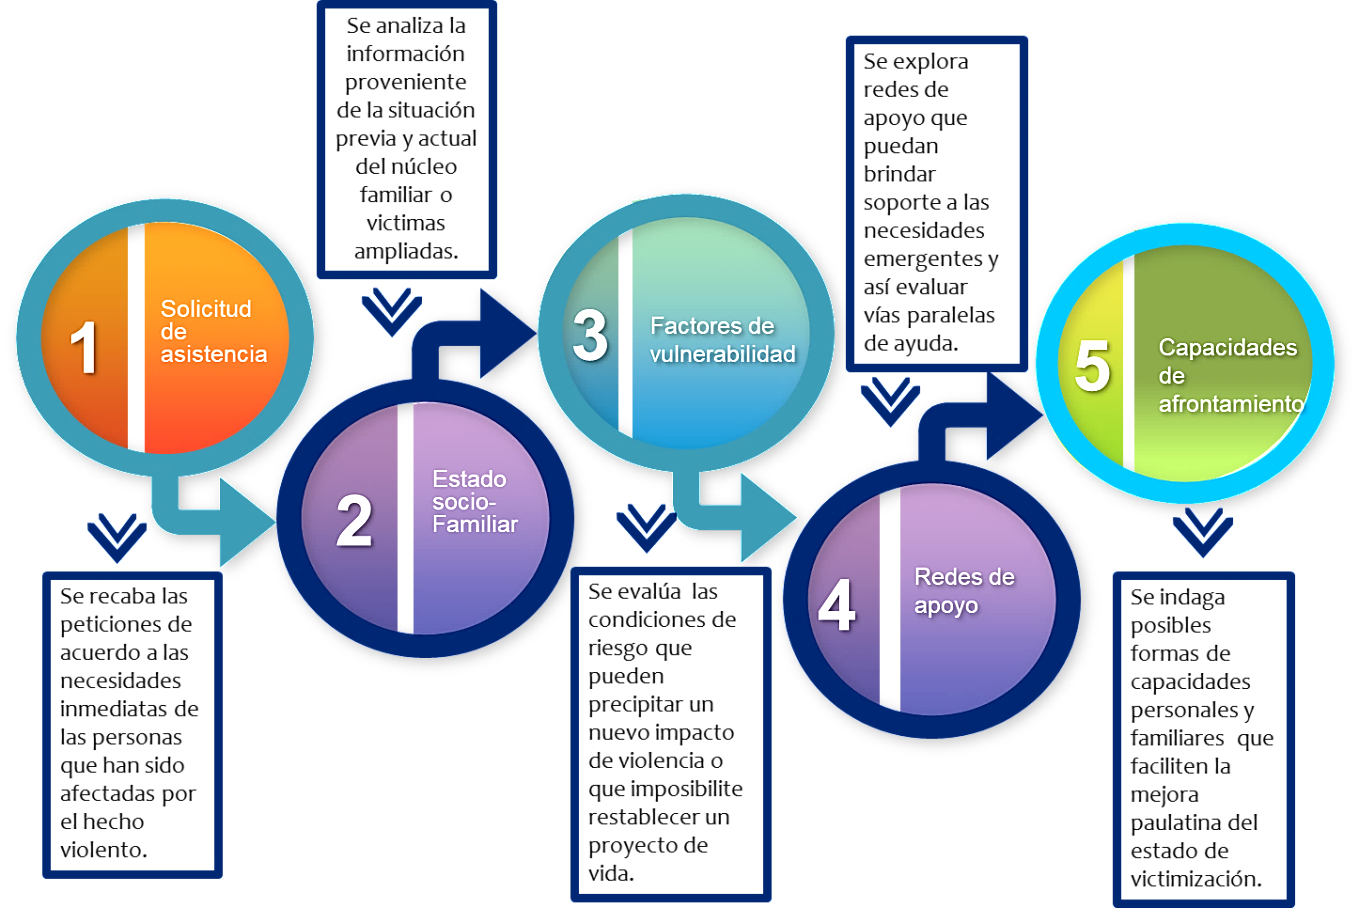 1
Solicitud
de
asistencia
Se recaba las
peticiones de
acuerdo a las
necesidades
inmediatas de
las personas
que han sido
afectadas por
el hecho
violento.
2
Estado
socio-
Familiar
Se analiza la
información
proveniente
de la situación
previa y actual
del núcleo
familiar o
victimas
ampliadas.
3
Factores de
vulnerabilidad
Se evalúa las
condiciones de
riesgo que
pueden
precipitar un
nuevo impacto
de violencia o
que imposibilite
restablecer un
proyecto de
vida.
4
Redes de
apoyo
Se explora
redes de
apoyo que
puedan
brindar
soporte a las
necesidades
emergentes y
así evaluar
vías paralelas
de ayuda.
5
Capacidades
de
afrontamiento
Se indaga
posibles
formas de
capacidades
personales y
familiares que
faciliten la
mejora
paulatina del
estado de
victimización.